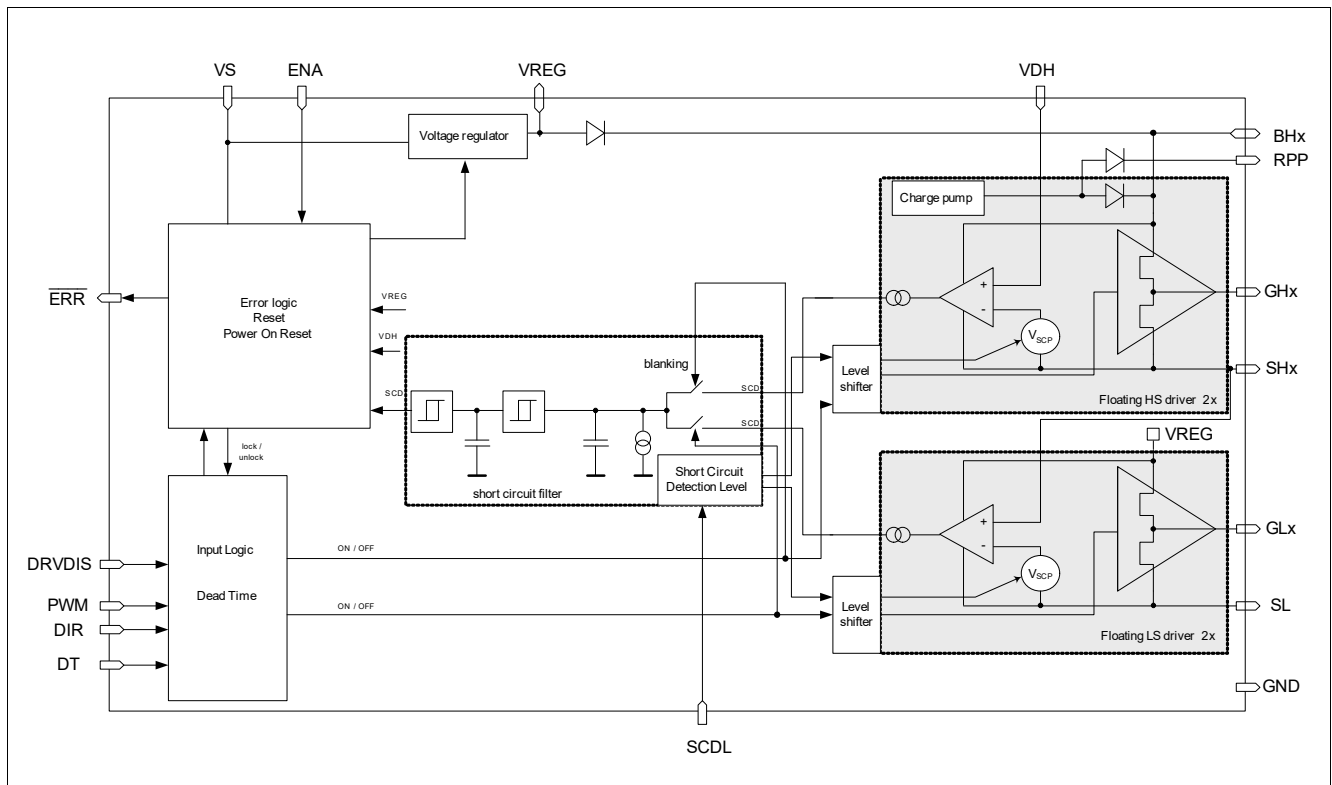 VS
ENA
VREG
VDH
Voltage regulator
BHx
RPP
Charge pump
ERR
Error logic
Reset
Power On Reset
VREG
VDH
SCD
blanking
SCD
SCD
+
-
VSCP
Level
shifter
GHx
SHx
Floating HS driver 2x
lock /
unlock
short circuit filter
Short Circuit
Detection Level
VREG
+
-
VSCP
Level
shifter
GLx
SL
Floating LS driver 2x
Input Logic
Dead Time
ON / OFF
ON / OFF
DRVDIS
PWM
DIR
DT
GND
SCDL